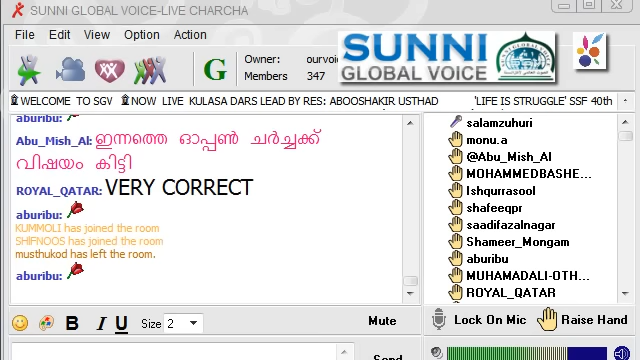 SUNNI GLOBAL VOICE-LIVE CHARCHA
File Edit View Option Action
G Owner: ourvoi
Members 347
SUNNI
GLOBAL VOICE
WELCOME TO SGV NOW LIVE KULASA DARS LEAD BY RES: ABOOSHAKIR USTHAD 'LIFE IS STRUGGLE' SSF 40th
aburibu:
Abu_Mish_Al: ഇന്നത്തെ ഓപ്പൺ ചർച്ചക്ക്
വിഷയം കിട്ടി
ROYAL_QATAR: VERY CORRECT
aburibu:
KUMMOLI has joined the room
SHIFNOOS has joined the room
musthukod has left the room.
aburibu:
salamzuhuri
monu.a
@Abu_Mish_Al
MOHAMMEDBASHE...
Ishqurrasool
shafeeqpr
saadifazalnagar
Shameer_Mongam
aburibu
MUHAMADALI-OTH...
ROYAL_QATAR
B I U Size 2 Mute
Lock On Mic Raise Hand
Send